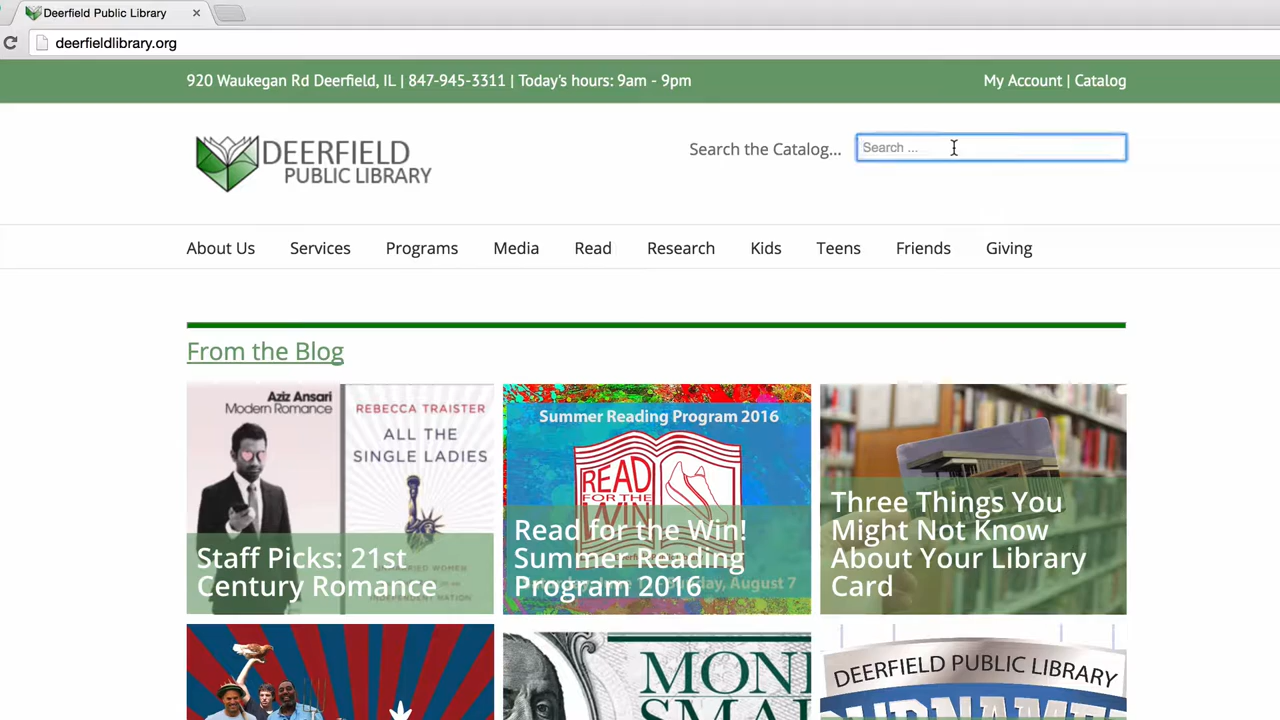 Deerfield Public Library
deerfieldlibrary.org
920 Waukegan Rd Deerfield, IL | 847-945-3311 | Today's hours: 9am - 9pm
My Account | Catalog
DEERFIELD
PUBLIC LIBRARY
Search the Catalog...
Search ...
About Us Services Programs Media Read Research Kids Teens Friends Giving
From the Blog
Aziz Ansari
Modern Romance
REBECCA TRAISTER
ALL THE
SINGLE LADIES
Staff Picks: 21st
Century Romance
Summer Reading Program 2016
READ
FOR THE
WIN
Read for the Win!
Summer Reading
Program 2016
Three Things You
Might Not Know
About Your Library
Card
DEERFIELD PUBLIC LIBRARY